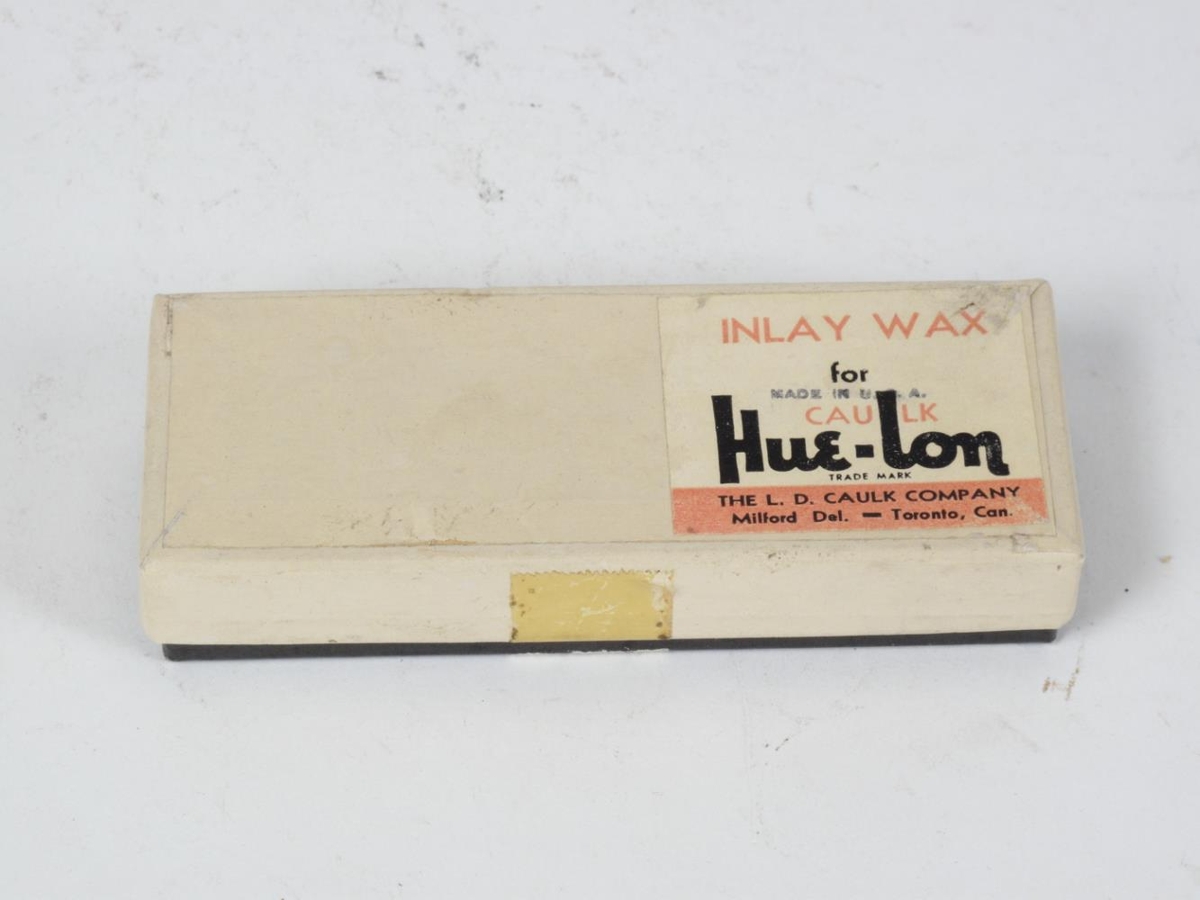 INLAY WAX
for
MADE IN U.S.A.
CAULK
Hue-lon
TRADE MARK
THE L. D. CAULK COMPANY
Milford Del. — Toronto, Can.